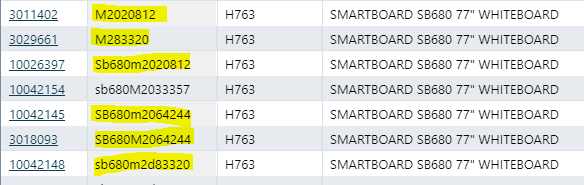 3011402 M2020812 H763 SMARTBOARD SB680 77" WHITEBOARD
3029661 M283320 H763 SMARTBOARD SB680 77" WHITEBOARD
10026397 Sb680m2020812 H763 SMARTBOARD SB680 77" WHITEBOARD
10042154 sb680M2033357 H763 SMARTBOARD SB680 77" WHITEBOARD
10042145 SB680M2064244 H763 SMARTBOARD SB680 77" WHITEBOARD
3018093 SB680M2064244 H763 SMARTBOARD SB680 77" WHITEBOARD
10042148 sb680m2d83320 H763 SMARTBOARD SB680 77" WHITEBOARD